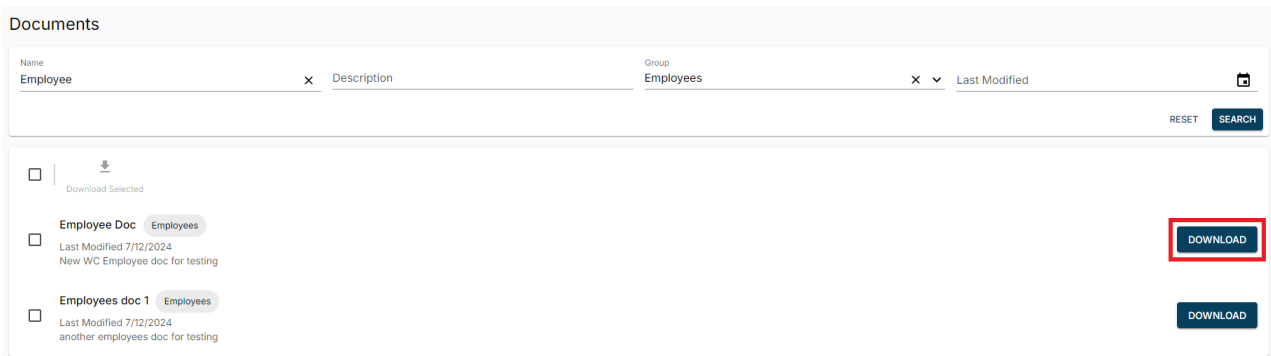 Documents
Name
Employee
Description
Group
Employees
Last Modified
RESET SEARCH
Download Selected
Employee Doc Employees
Last Modified 7/12/2024
New WC Employee doc for testing
DOWNLOAD
Employees doc 1 Employees
Last Modified 7/12/2024
another employees doc for testing
DOWNLOAD